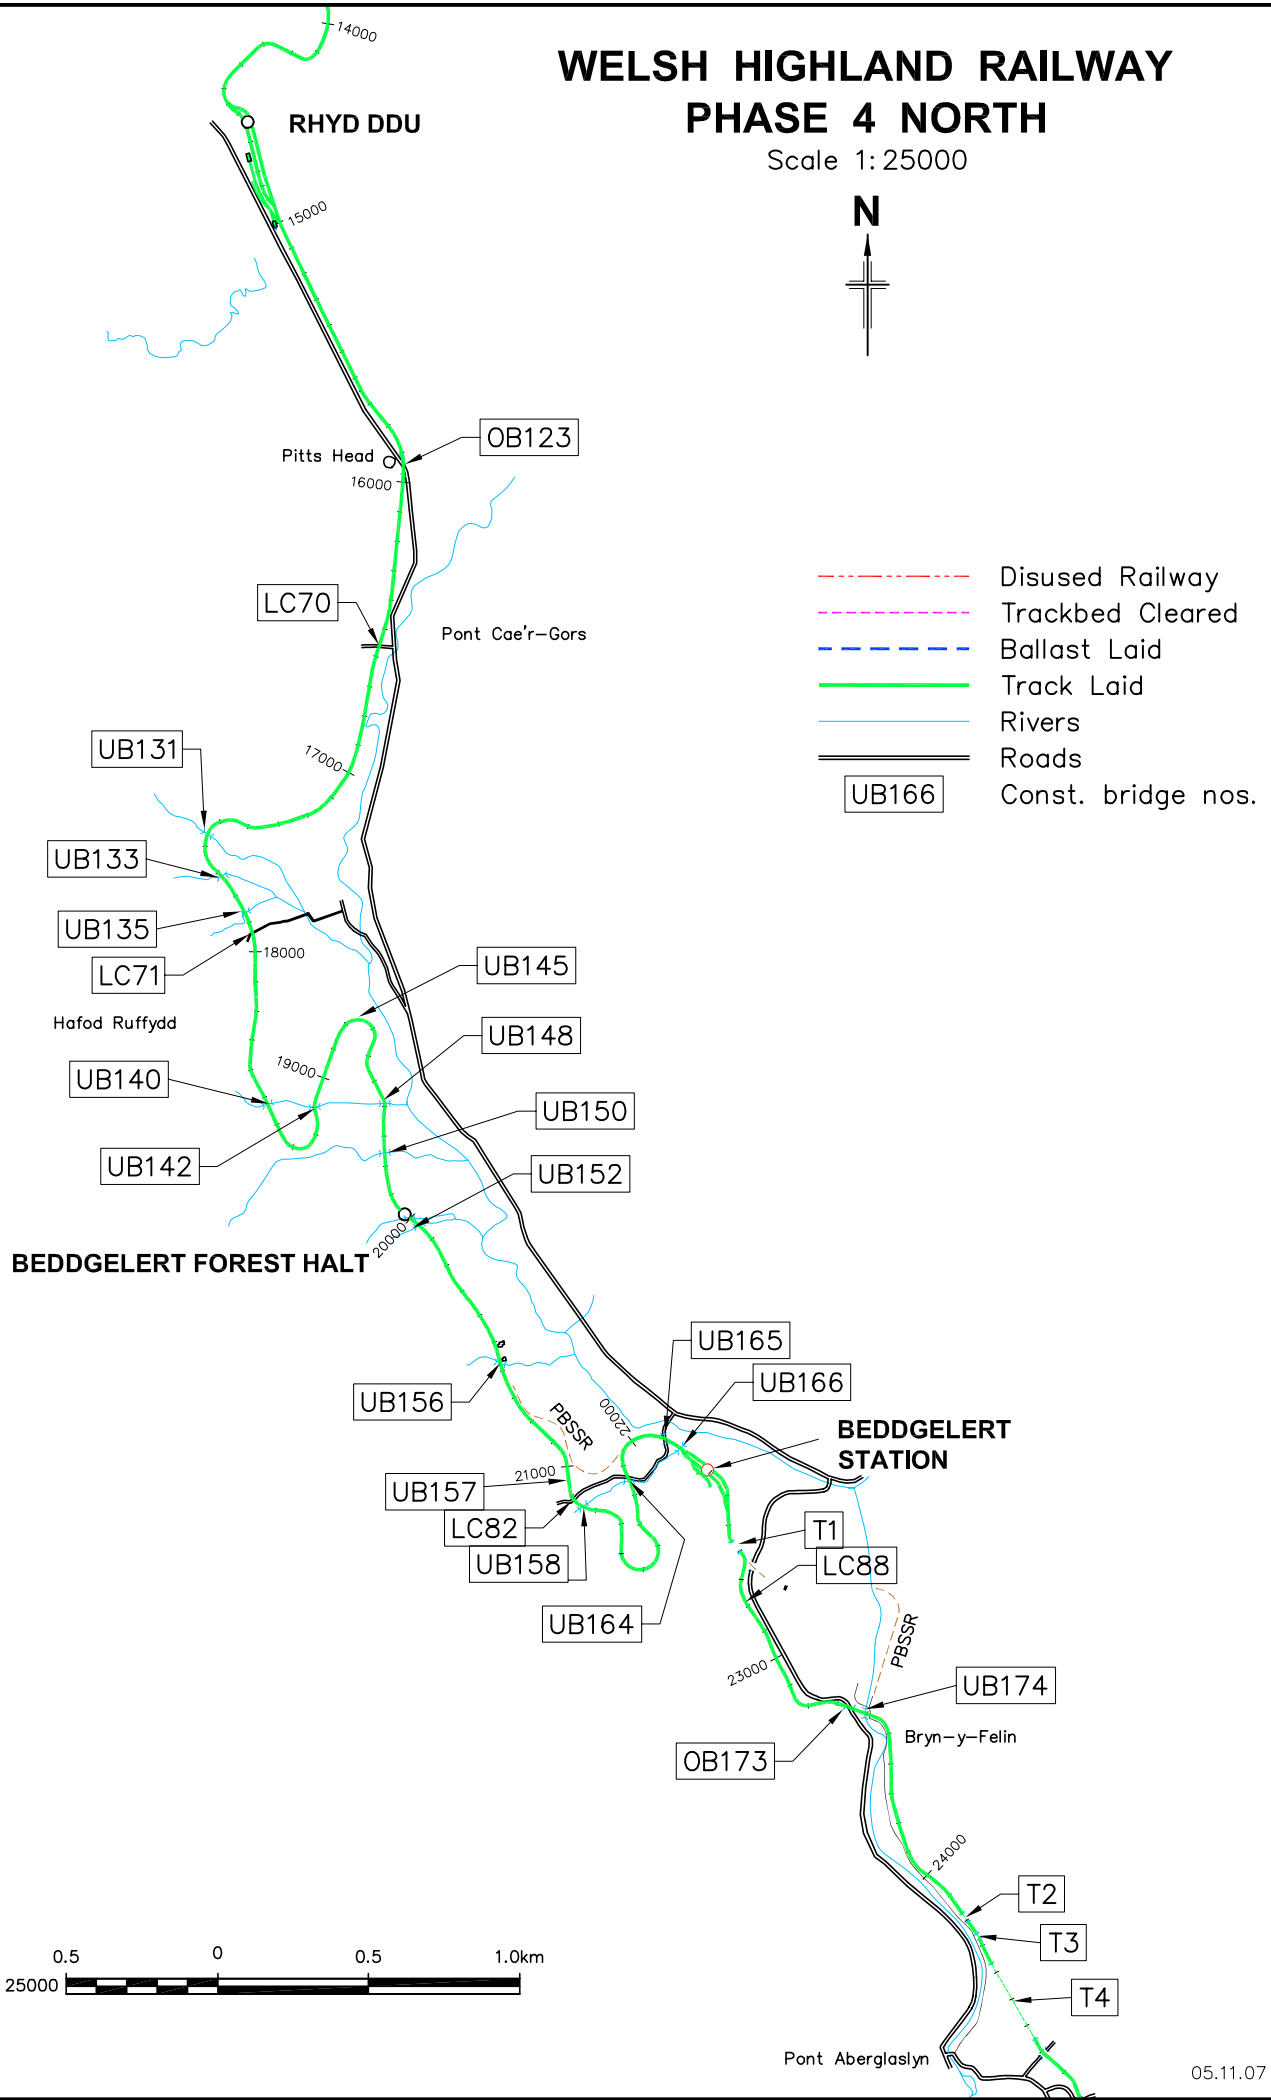 WELSH HIGHLAND RAILWAY
PHASE 4 NORTH
Scale 1:25000
N
14000
RHYD DDU
15000
OB123
Pitts Head
16000
LC70
Pont Cae'r-Gors
Disused Railway
Trackbed Cleared
Ballast Laid
Track Laid
Rivers
Roads
UB166 Const. bridge nos.
UB131
17000
UB133
UB135
LC71
18000
UB145
Hafod Ruffydd
UB148
19000
UB140
UB150
UB142
UB152
20000
BEDDGELERT FOREST HALT
UB165
UB166
UB156
PBSSR
22000
BEDDGELERT
STATION
21000
UB157
LC82
UB158
T1
LC88
UB164
PBSSR
23000
UB174
Bryn-y-Felin
OB173
24000
T2
T3
T4
0.5 0 0.5 1.0km
25000
Pont Aberglaslyn
05.11.07